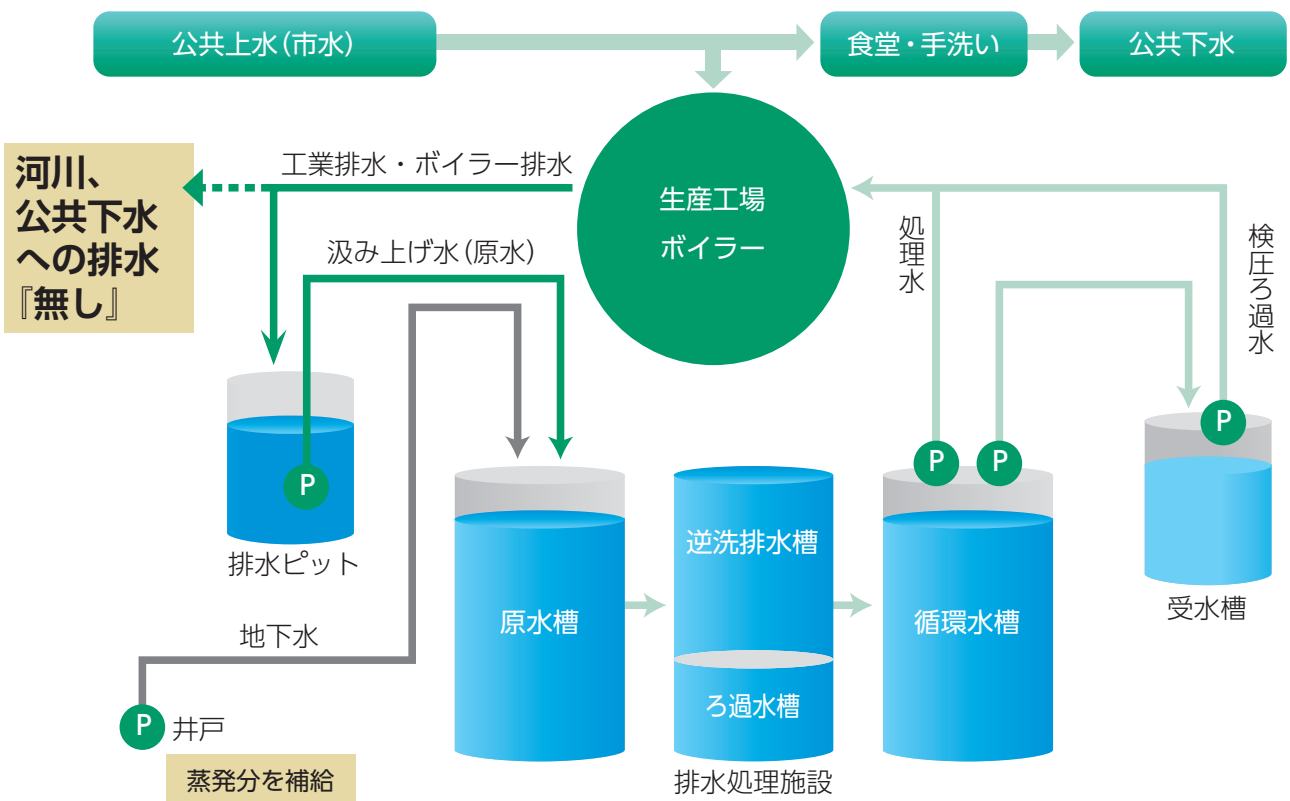 公共上水(市水)
食堂・手洗い
公共下水
河川、
公共下水
への排水
『無し』
工業排水・ボイラー排水
汲み上げ水(原水)
生産工場
ボイラー
処理水
検圧ろ過水
P
P
P
P
排水ピット
原水槽
逆洗排水槽
ろ過水槽
循環水槽
受水槽
地下水
P
井戸
蒸発分を補給
排水処理施設